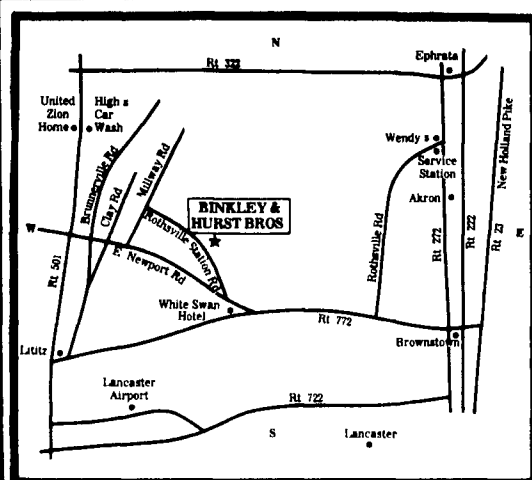 N
Ephrata
Rt 322
United
Zion
Home
High s
Car
Wash
Brunnerville Rd
Clay Rd
Millway Rd
Wendy s
Service
Station
Akron
New Holland Pike
BINKLEY &
HURST BROS
Rothsville Station Rd
Rothsville Rd
W
E
E. Newport Rd
Rt 501
Rt 272
Rt 222
Rt 23
White Swan
Hotel
Rt 772
Brownstown
Lititz
Lancaster
Airport
Rt 722
S
Lancaster